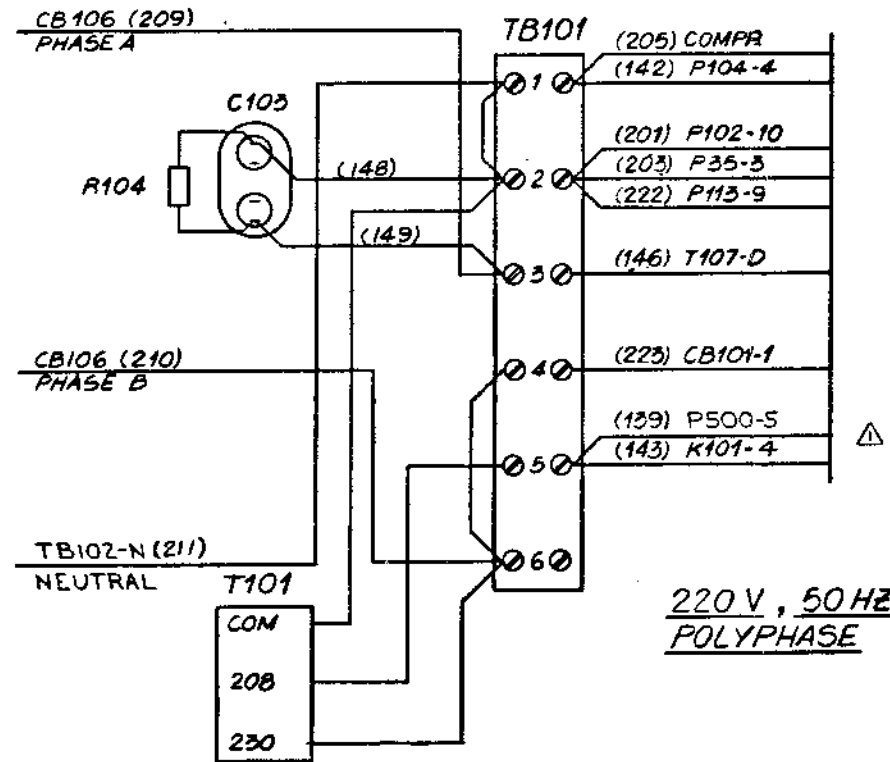 CB106 (209)
PHASE A
TB101
(205) COMPR
1
(142) P104-4
C103
(201) P102-10
R104
(148)
2
(203) P35-3
(222) P113-9
(149)
3
(146) T107-D
CB106 (210)
PHASE B
4
(223) CB101-1
(139) P500-5
5
(143) K101-4
1
TB102-N (211)
NEUTRAL
6
T101
COM
208
230
220 V, 50 HZ
POLYPHASE